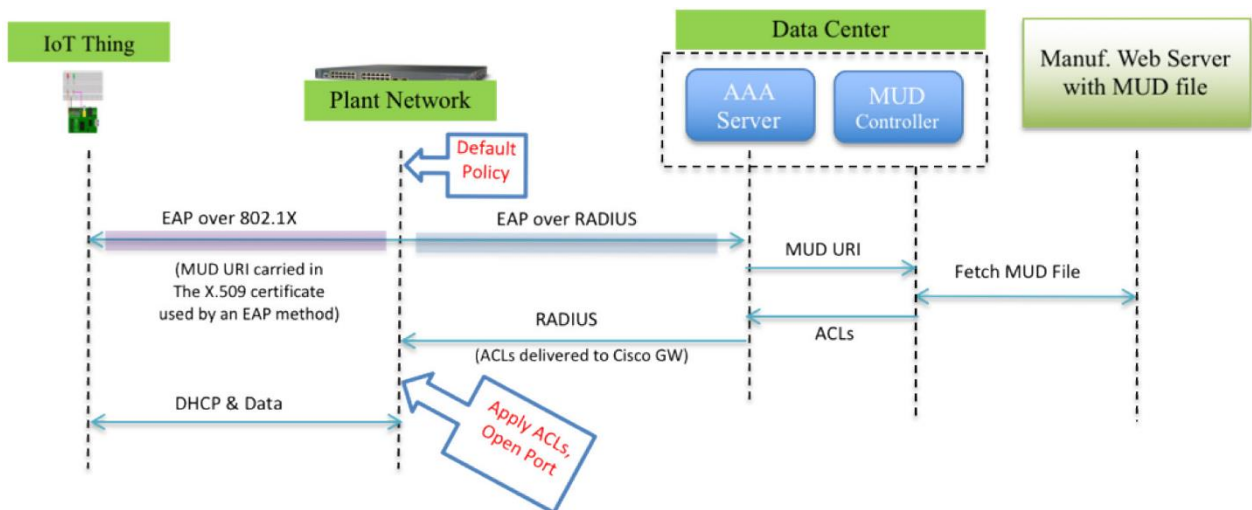 IoT Thing
Plant Network
Data Center
AAA
Server
MUD
Controller
Manuf. Web Server
with MUD file
Default
Policy
EAP over 802.1X
EAP over RADIUS
(MUD URI carried in
The X.509 certificate
used by an EAP method)
MUD URI
Fetch MUD File
ACLs
RADIUS
(ACLs delivered to Cisco GW)
DHCP & Data
Apply ACLs,
Open Port